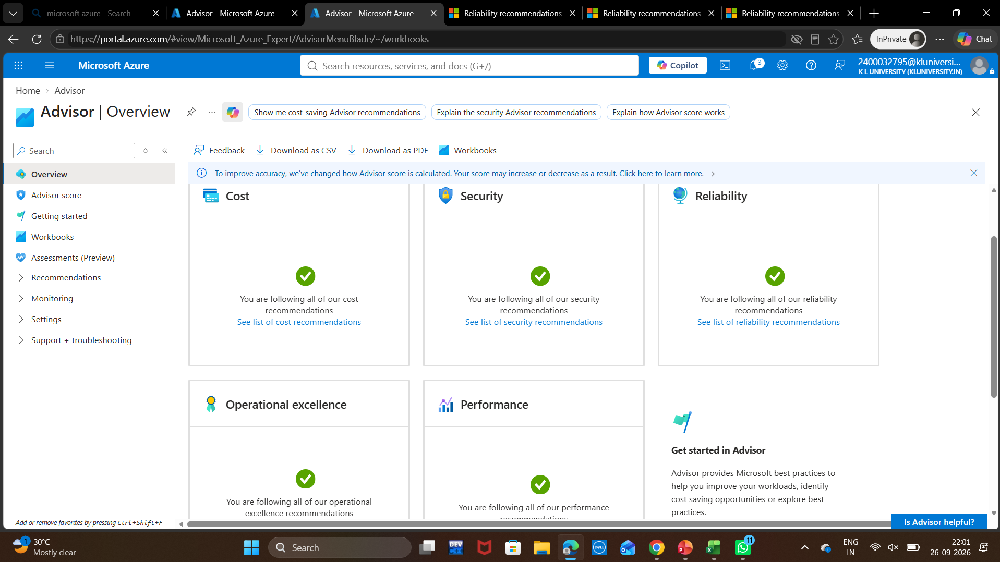 microsoft azure - Search
Advisor - Microsoft Azure
Advisor - Microsoft Azure
Reliability recommendations -
Reliability recommendations -
Reliability recommendations -
https://portal.azure.com/#view/Microsoft_Azure_Expert/AdvisorMenuBlade/~/workbooks
InPrivate
Chat
Microsoft Azure
Search resources, services, and docs (G+/)
Copilot
3
2400032795@kluniversi...
K L UNIVERSITY (KLUNIVERSITY.IN)
Home
Advisor
Advisor | Overview
Show me cost-saving Advisor recommendations
Explain the security Advisor recommendations
Explain how Advisor score works
Search
Feedback
Download as CSV
Download as PDF
Workbooks
To improve accuracy, we've changed how Advisor score is calculated. Your score may increase or decrease as a result. Click here to learn more.
Overview
Advisor score
Getting started
Workbooks
Assessments (Preview)
Recommendations
Monitoring
Settings
Support + troubleshooting
Add or remove favorites by pressing Ctrl+Shift+F
Cost
You are following all of our cost
recommendations
See list of cost recommendations
Security
You are following all of our security
recommendations
See list of security recommendations
Reliability
You are following all of our reliability
recommendations
See list of reliability recommendations
Operational excellence
You are following all of our operational
excellence recommendations
Performance
You are following all of our performance
recommendations
Get started in Advisor
Advisor provides Microsoft best practices to
help you improve your workloads, identify
cost saving opportunities or explore best
practices.
Is Advisor helpful?
1
30°C
Mostly clear
Search
DEV
C++
DELL
11
ENG
IN
22:01
26-09-2026